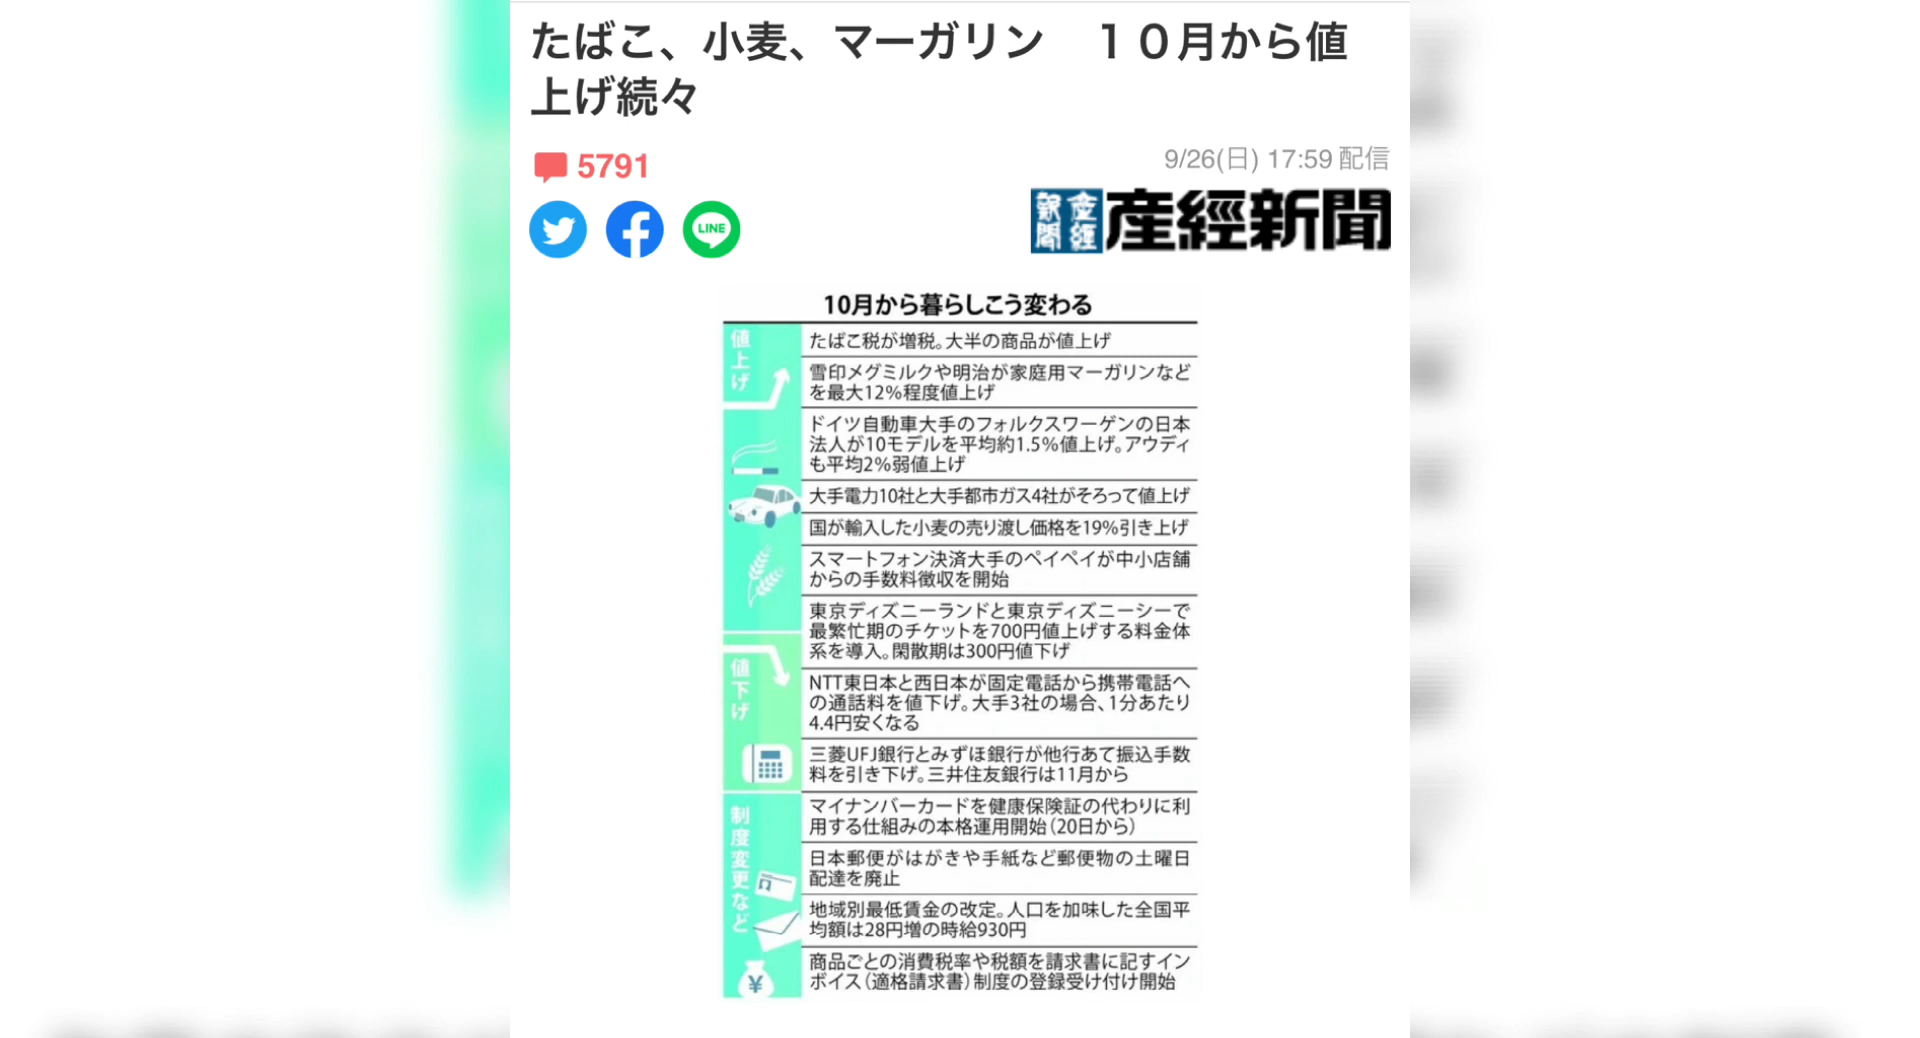 たばこ、小麦、マーガリン　１０月から値
上げ続々
5791
9/26(日) 17:59 配信
LINE
産経新聞
産經新聞
10月から暮らしこう変わる
値上げ
たばこ税が増税。大半の商品が値上げ
雪印メグミルクや明治が家庭用マーガリンなど
を最大12%程度値上げ
ドイツ自動車大手のフォルクスワーゲンの日本
法人が10モデルを平均約1.5%値上げ。アウディ
も平均2%弱値上げ
大手電力10社と大手都市ガス4社がそろって値上げ
国が輸入した小麦の売り渡し価格を19%引き上げ
スマートフォン決済大手のペイペイが中小店舗
からの手数料徴収を開始
東京ディズニーランドと東京ディズニーシーで
最繁忙期のチケットを700円値上げする料金体
系を導入。閑散期は300円値下げ
値下げ
NTT東日本と西日本が固定電話から携帯電話へ
の通話料を値下げ。大手3社の場合、1分あたり
4.4円安くなる
三菱UFJ銀行とみずほ銀行が他行あて振込手数
料を引き下げ。三井住友銀行は11月から
制度変更など
マイナンバーカードを健康保険証の代わりに利
用する仕組みの本格運用開始(20日から)
日本郵便がはがきや手紙など郵便物の土曜日
配達を廃止
地域別最低賃金の改定。人口を加味した全国平
均額は28円増の時給930円
商品ごとの消費税率や税額を請求書に記すイン
ボイス(適格請求書)制度の登録受け付け開始
¥